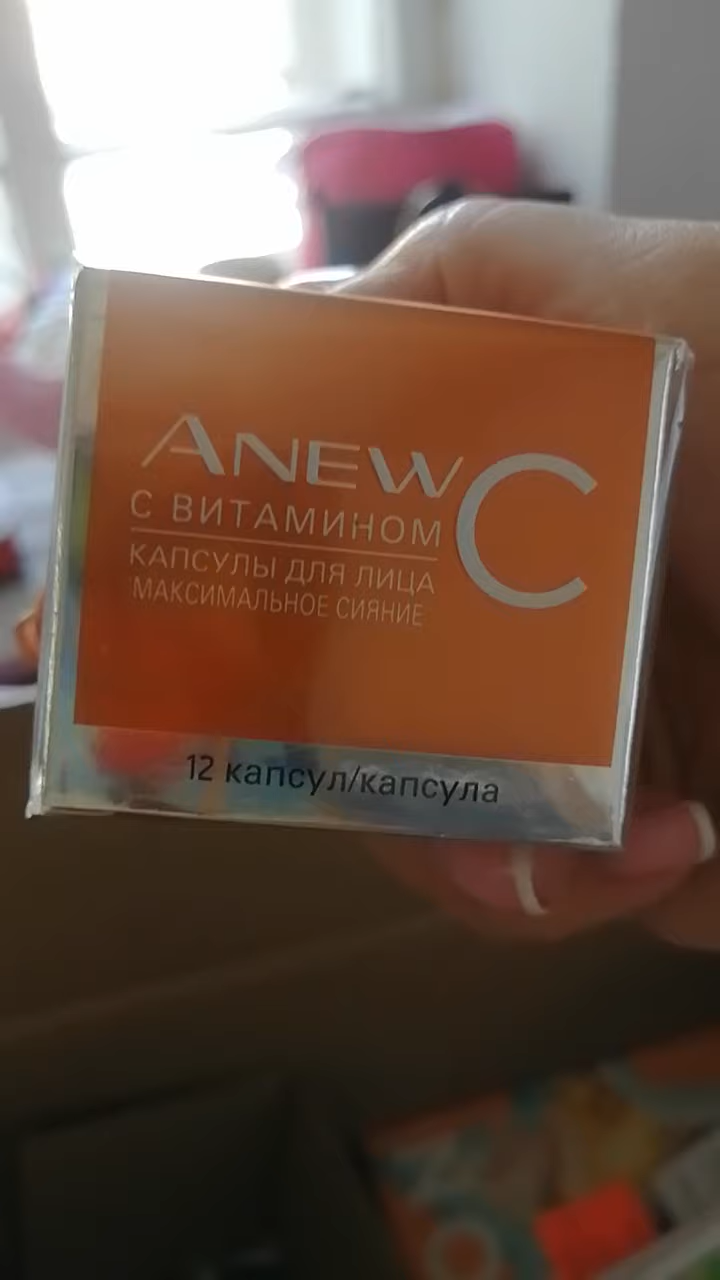 ANEW C
С ВИТАМИНОМ
КАПСУЛЫ ДЛЯ ЛИЦА
МАКСИМАЛЬНОЕ СИЯНИЕ
12 капсул/капсула